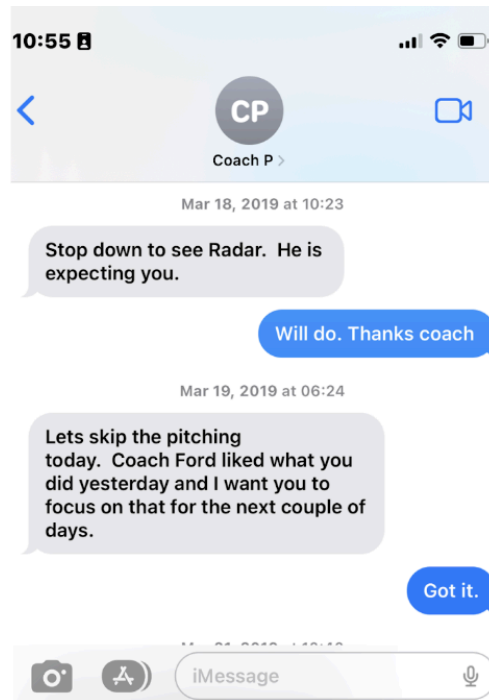 10:55
CP
Coach P
Mar 18, 2019 at 10:23
Stop down to see Radar.  He is
expecting you.
Will do. Thanks coach
Mar 19, 2019 at 06:24
Lets skip the pitching
today.  Coach Ford liked what you
did yesterday and I want you to
focus on that for the next couple of
days.
Got it.
iMessage